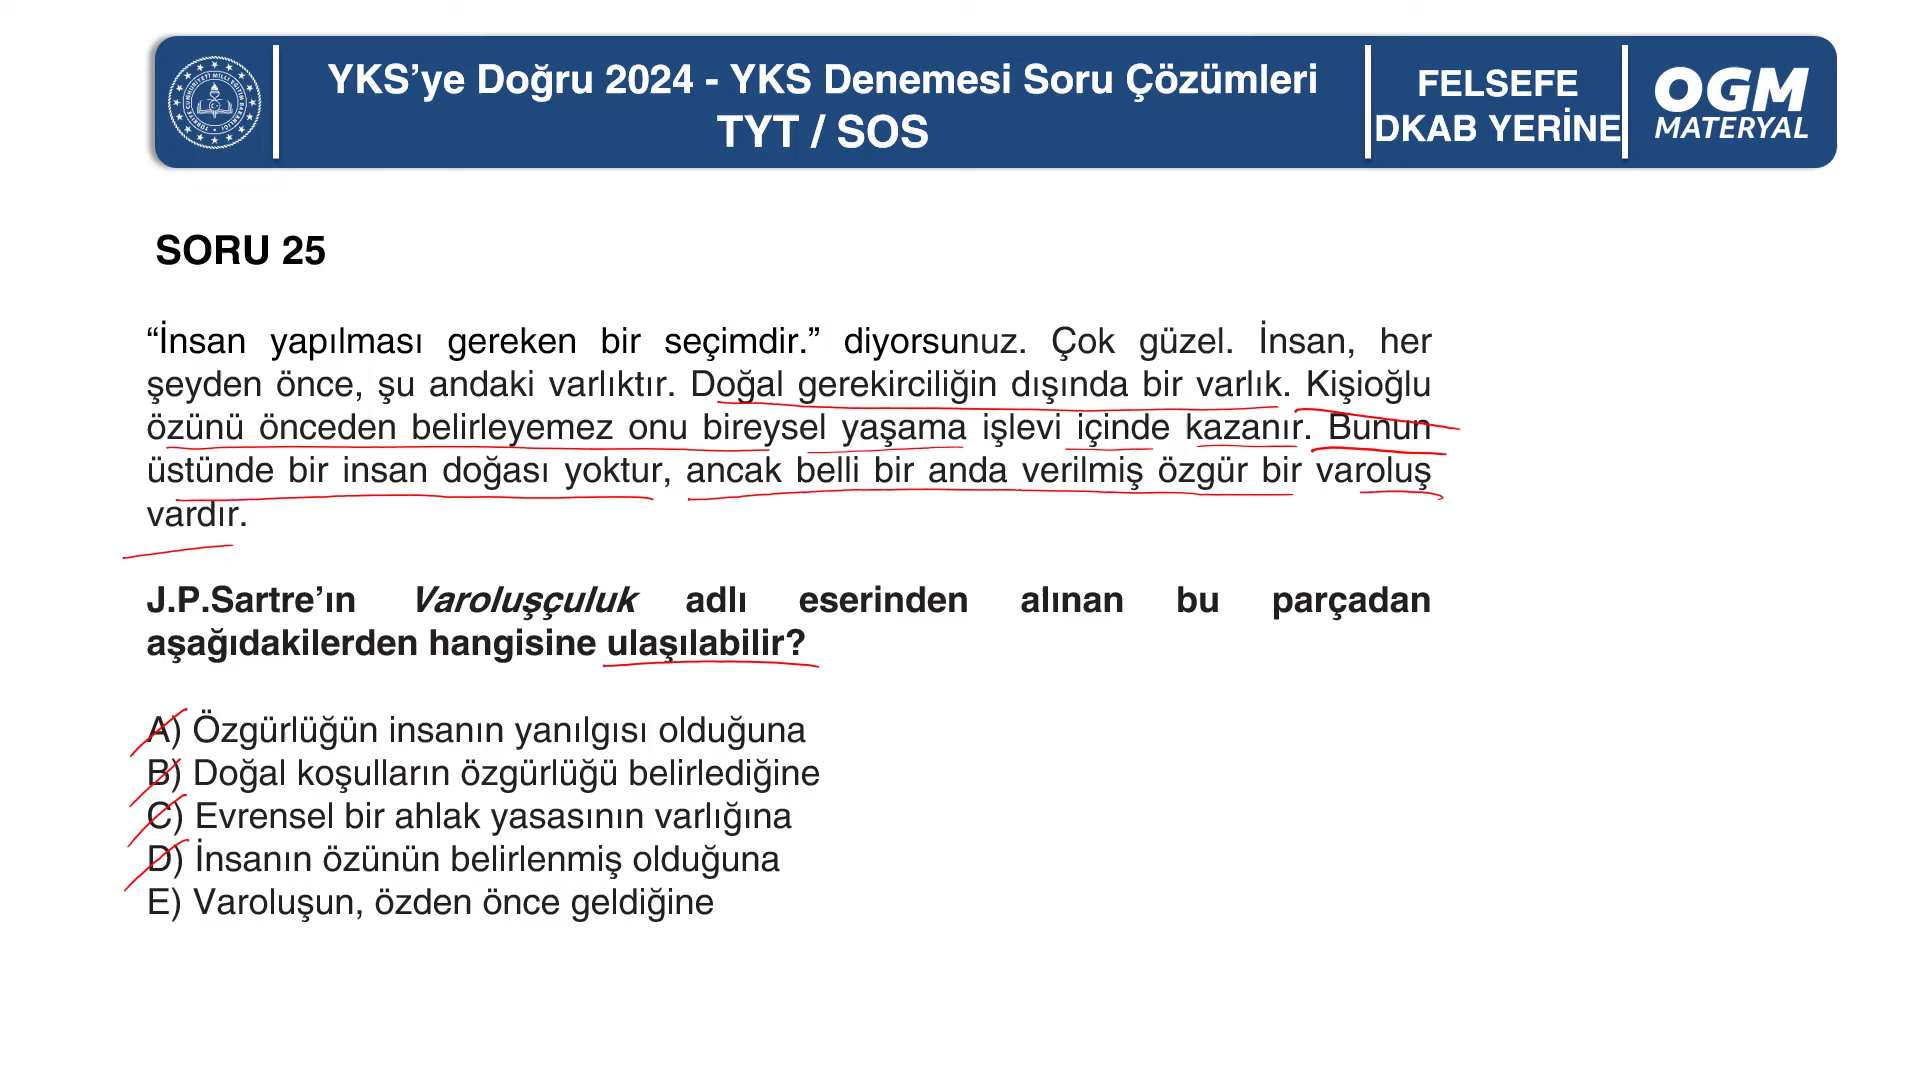 YKS’ye Doğru 2024 - YKS Denemesi Soru Çözümleri
TYT / SOS
FELSEFE
DKAB YERİNE
OGM
MATERYAL
SORU 25
“İnsan yapılması gereken bir seçimdir.” diyorsunuz. Çok güzel. İnsan, her
şeyden önce, şu andaki varlıktır. Doğal gerekirciliğin dışında bir varlık. Kişioğlu
özünü önceden belirleyemez onu bireysel yaşama işlevi içinde kazanır. Bunun
üstünde bir insan doğası yoktur, ancak belli bir anda verilmiş özgür bir varoluş
vardır.
J.P.Sartre’ın Varoluşçuluk adlı eserinden alınan bu parçadan
aşağıdakilerden hangisine ulaşılabilir?
A) Özgürlüğün insanın yanılgısı olduğuna
B) Doğal koşulların özgürlüğü belirlediğine
C) Evrensel bir ahlak yasasının varlığına
D) İnsanın özünün belirlenmiş olduğuna
E) Varoluşun, özden önce geldiğine